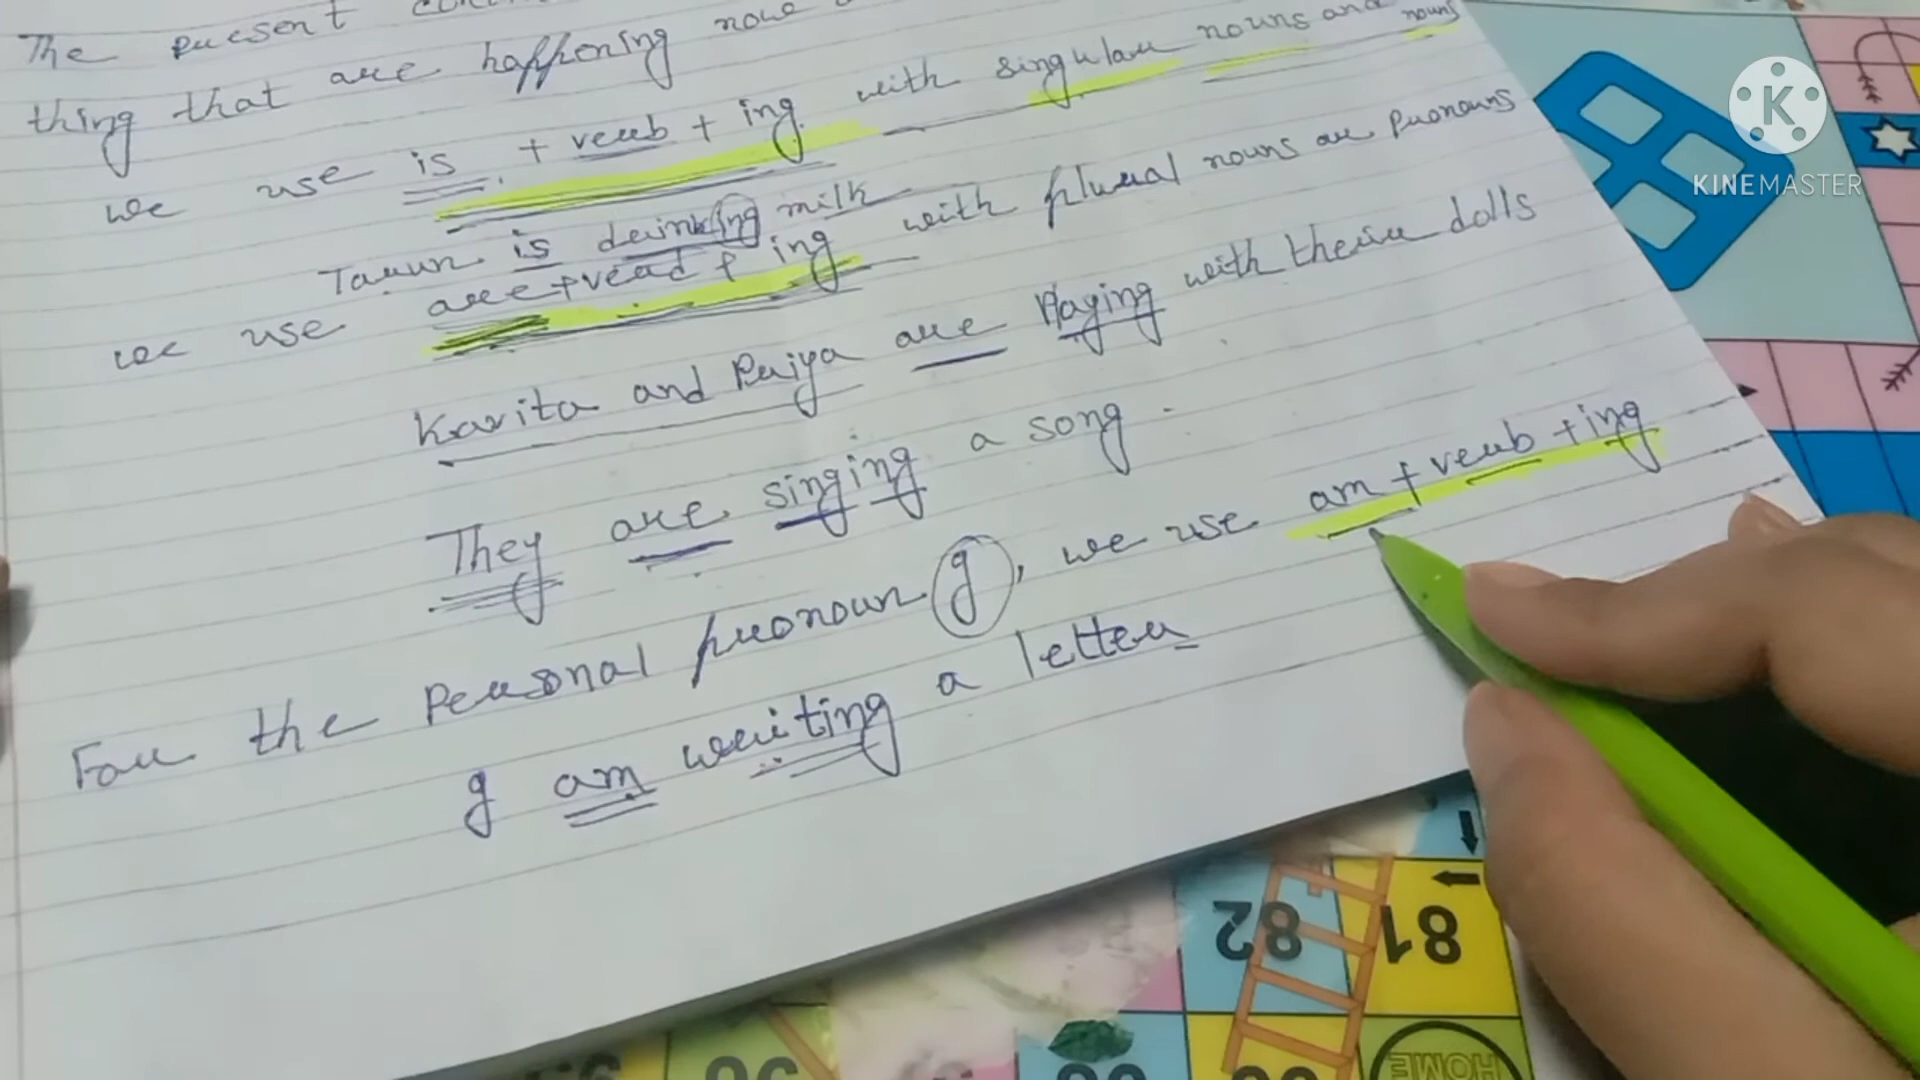 The present
thing that are happening now
we use is + verb + ing with singular nouns and nouns
Tarun is drinking milk
we use are + verb + ing with plural nouns or Pronouns
Kavita and Priya are Playing with their dolls
They are singing a song.
For the Personal pronoun I, we use am + verb + ing
I am writing a letter
KINEMASTER
82 81
HOME